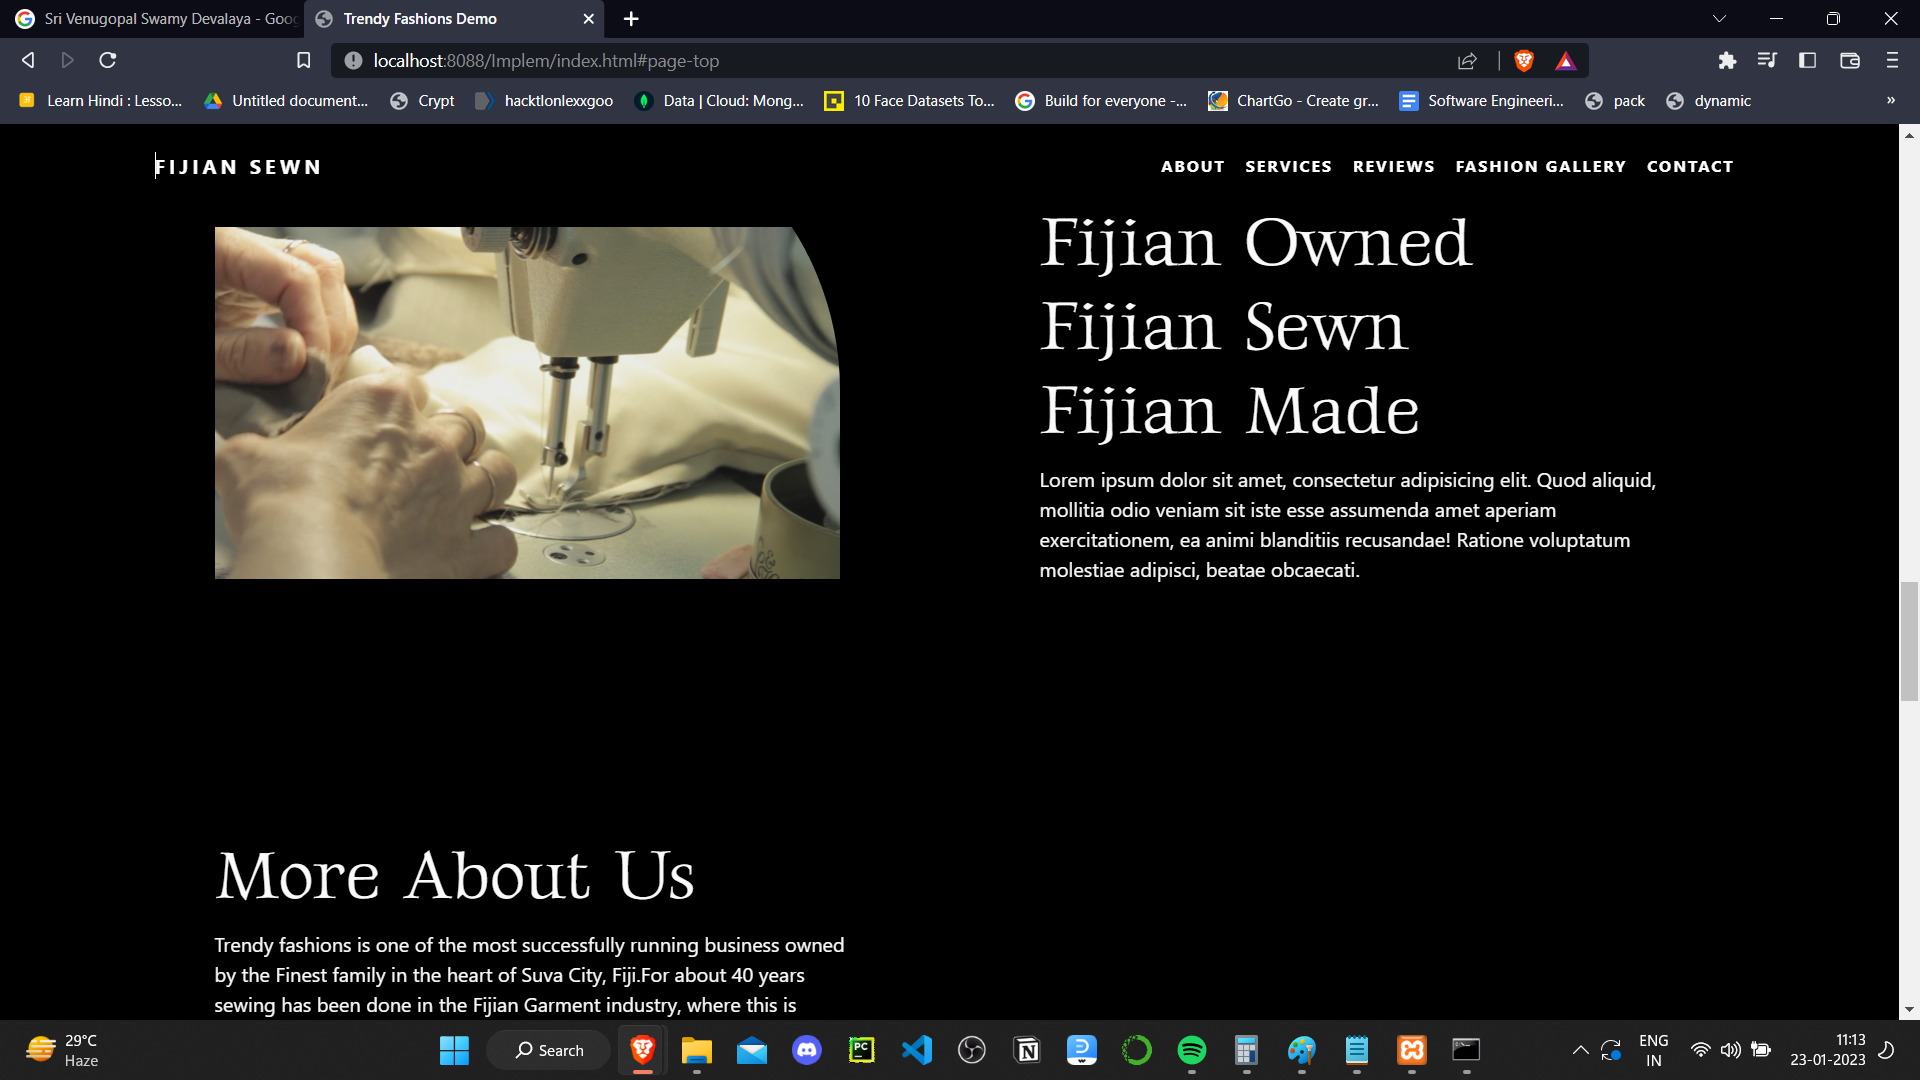 Sri Venugopal Swamy Devalaya - Goo
Trendy Fashions Demo
localhost:8088/Implem/index.html#page-top
Learn Hindi : Lesso...
Untitled document...
Crypt
hacktlonlexxgoo
Data | Cloud: Mong...
10 Face Datasets To...
Build for everyone -...
ChartGo - Create gr...
Software Engineeri...
pack
dynamic
»
FIJIAN SEWN
ABOUT SERVICES REVIEWS FASHION GALLERY CONTACT
Fijian Owned
Fijian Sewn
Fijian Made
Lorem ipsum dolor sit amet, consectetur adipisicing elit. Quod aliquid,
mollitia odio veniam sit iste esse assumenda amet aperiam
exercitationem, ea animi blanditiis recusandae! Ratione voluptatum
molestiae adipisci, beatae obcaecati.
More About Us
Trendy fashions is one of the most successfully running business owned
by the Finest family in the heart of Suva City, Fiji.For about 40 years
sewing has been done in the Fijian Garment industry, where this is
29°C
Haze
Search
PC
ENG
IN
11:13
23-01-2023